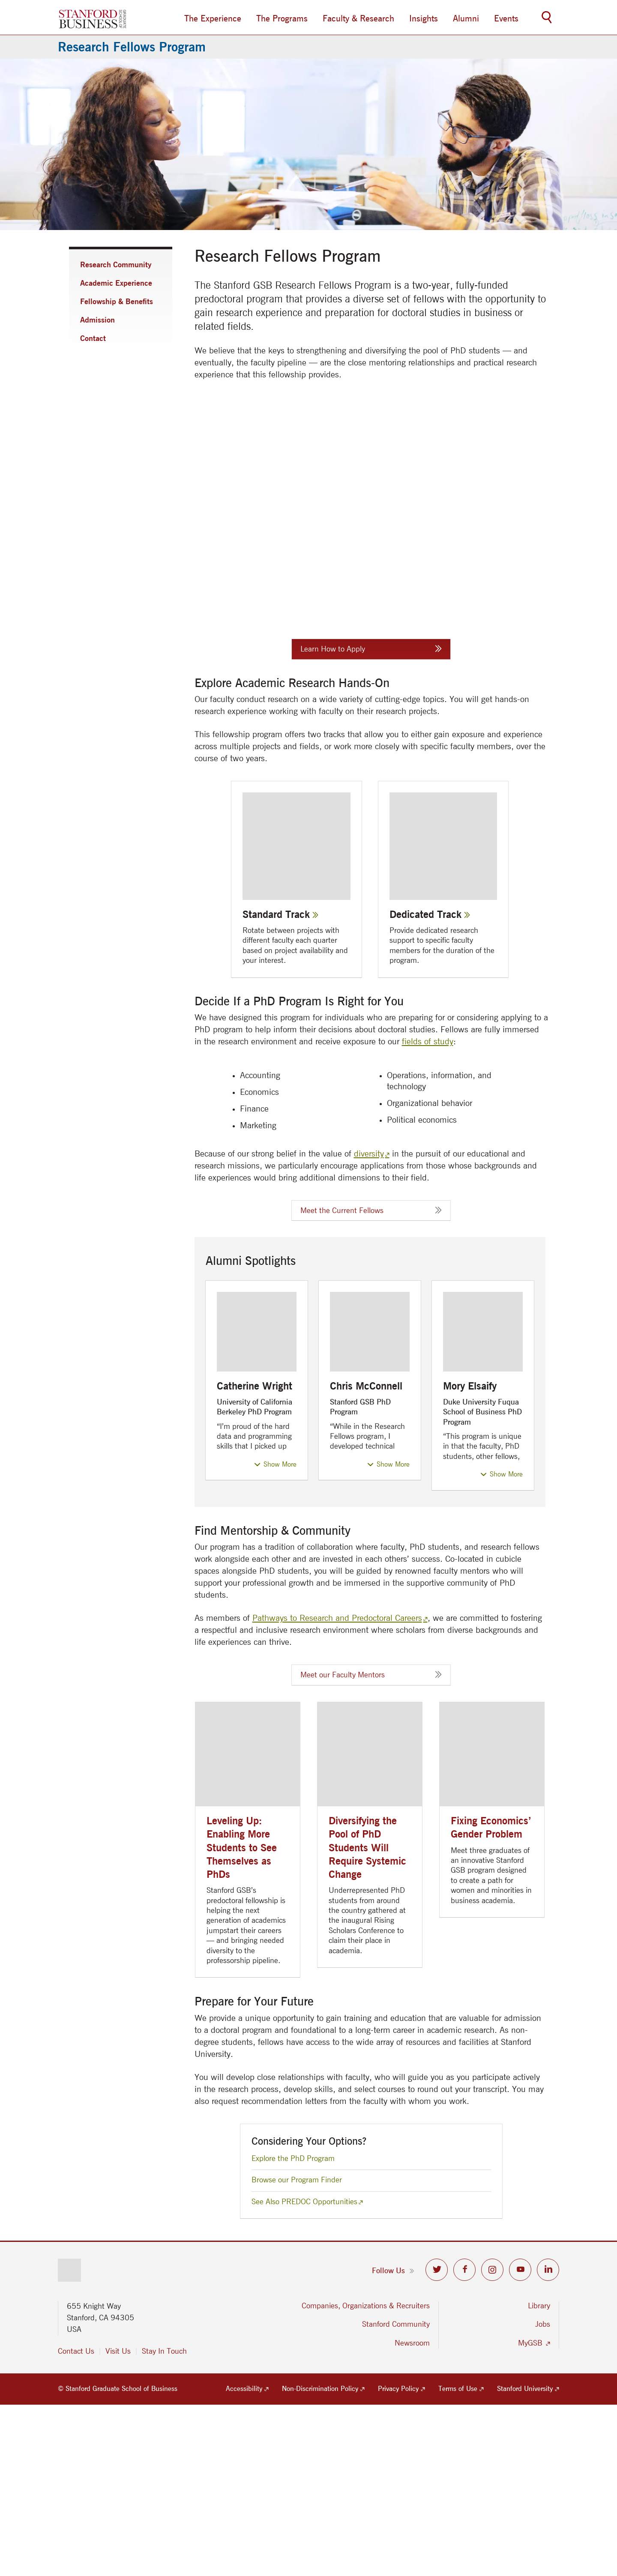 STANFORD
BUSINESS
The Experience
The Programs
Faculty & Research
Insights
Alumni
Events
Research Fellows Program
Research Community
Academic Experience
Fellowship & Benefits
Admission
Contact
Research Fellows Program
The Stanford GSB Research Fellows Program is a two-year, fully-funded
predoctoral program that provides a diverse set of fellows with the opportunity to
gain research experience and preparation for doctoral studies in business or
related fields.
We believe that the keys to strengthening and diversifying the pool of PhD students — and
eventually, the faculty pipeline — are the close mentoring relationships and practical research
experience that this fellowship provides.
Learn How to Apply
Explore Academic Research Hands-On
Our faculty conduct research on a wide variety of cutting-edge topics. You will get hands-on
research experience working with faculty on their research projects.
This fellowship program offers two tracks that allow you to either gain exposure and experience
across multiple projects and fields, or work more closely with specific faculty members, over the
course of two years.
Standard Track
Rotate between projects with
different faculty each quarter
based on project availability and
your interest.
Dedicated Track
Provide dedicated research
support to specific faculty
members for the duration of the
program.
Decide If a PhD Program Is Right for You
We have designed this program for individuals who are preparing for or considering applying to a
PhD program to help inform their decisions about doctoral studies. Fellows are fully immersed
in the research environment and receive exposure to our fields of study:
• Accounting
• Economics
• Finance
• Marketing
• Operations, information, and
technology
• Organizational behavior
• Political economics
Because of our strong belief in the value of diversity in the pursuit of our educational and
research missions, we particularly encourage applications from those whose backgrounds and
life experiences would bring additional dimensions to their field.
Meet the Current Fellows
Alumni Spotlights
Catherine Wright
University of California
Berkeley PhD Program
“I’m proud of the hard
data and programming
skills that I picked up
Show More
Chris McConnell
Stanford GSB PhD
Program
“While in the Research
Fellows program, I
developed technical
Show More
Mory Elsaify
Duke University Fuqua
School of Business PhD
Program
“This program is unique
in that the faculty, PhD
students, other fellows,
Show More
Find Mentorship & Community
Our program has a tradition of collaboration where faculty, PhD students, and research fellows
work alongside each other and are invested in each others’ success. Co-located in cubicle
spaces alongside PhD students, you will be guided by renowned faculty mentors who will
support your professional growth and be immersed in the supportive community of PhD
students.
As members of Pathways to Research and Predoctoral Careers, we are committed to fostering
a respectful and inclusive research environment where scholars from diverse backgrounds and
life experiences can thrive.
Meet our Faculty Mentors
Leveling Up:
Enabling More
Students to See
Themselves as
PhDs
Stanford GSB’s
predoctoral fellowship is
helping the next
generation of academics
jumpstart their careers
— and bringing needed
diversity to the
professorship pipeline.
Diversifying the
Pool of PhD
Students Will
Require Systemic
Change
Underrepresented PhD
students from around
the country gathered at
the inaugural Rising
Scholars Conference to
claim their place in
academia.
Fixing Economics’
Gender Problem
Meet three graduates of
an innovative Stanford
GSB program designed
to create a path for
women and minorities in
business academia.
Prepare for Your Future
We provide a unique opportunity to gain training and education that are valuable for admission
to a doctoral program and foundational to a long-term career in academic research. As non-
degree students, fellows have access to the wide array of resources and facilities at Stanford
University.
You will develop close relationships with faculty, who will guide you as you participate actively
in the research process, develop skills, and select courses to round out your transcript. You may
also request recommendation letters from the faculty with whom you work.
Considering Your Options?
Explore the PhD Program
Browse our Program Finder
See Also PREDOC Opportunities
Follow Us
655 Knight Way
Stanford, CA 94305
USA
Contact Us
Visit Us
Stay In Touch
Companies, Organizations & Recruiters
Stanford Community
Newsroom
Library
Jobs
MyGSB
© Stanford Graduate School of Business
Accessibility
Non-Discrimination Policy
Privacy Policy
Terms of Use
Stanford University